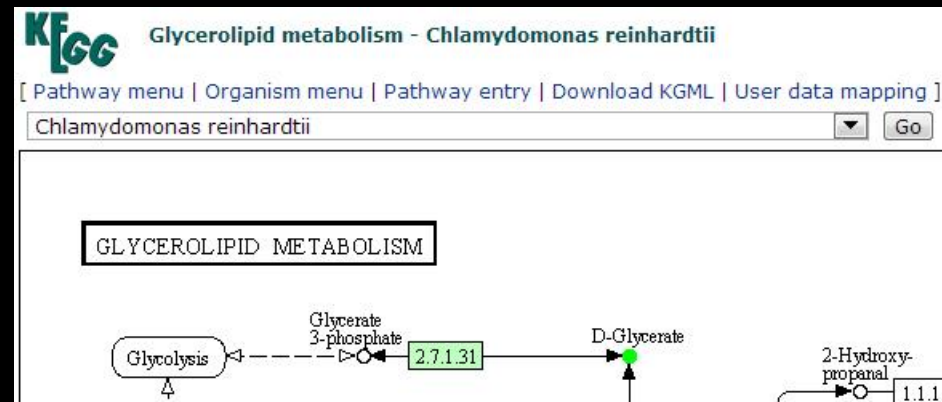 KEGG
Glycerolipid metabolism - Chlamydomonas reinhardtii
[ Pathway menu | Organism menu | Pathway entry | Download KGML | User data mapping ]
Chlamydomonas reinhardtii
Go
GLYCEROLIPID METABOLISM
Glycerate
3-phosphate
D-Glycerate
Glycolysis
2.7.1.31
2-Hydroxy-
propanal
1.1.1